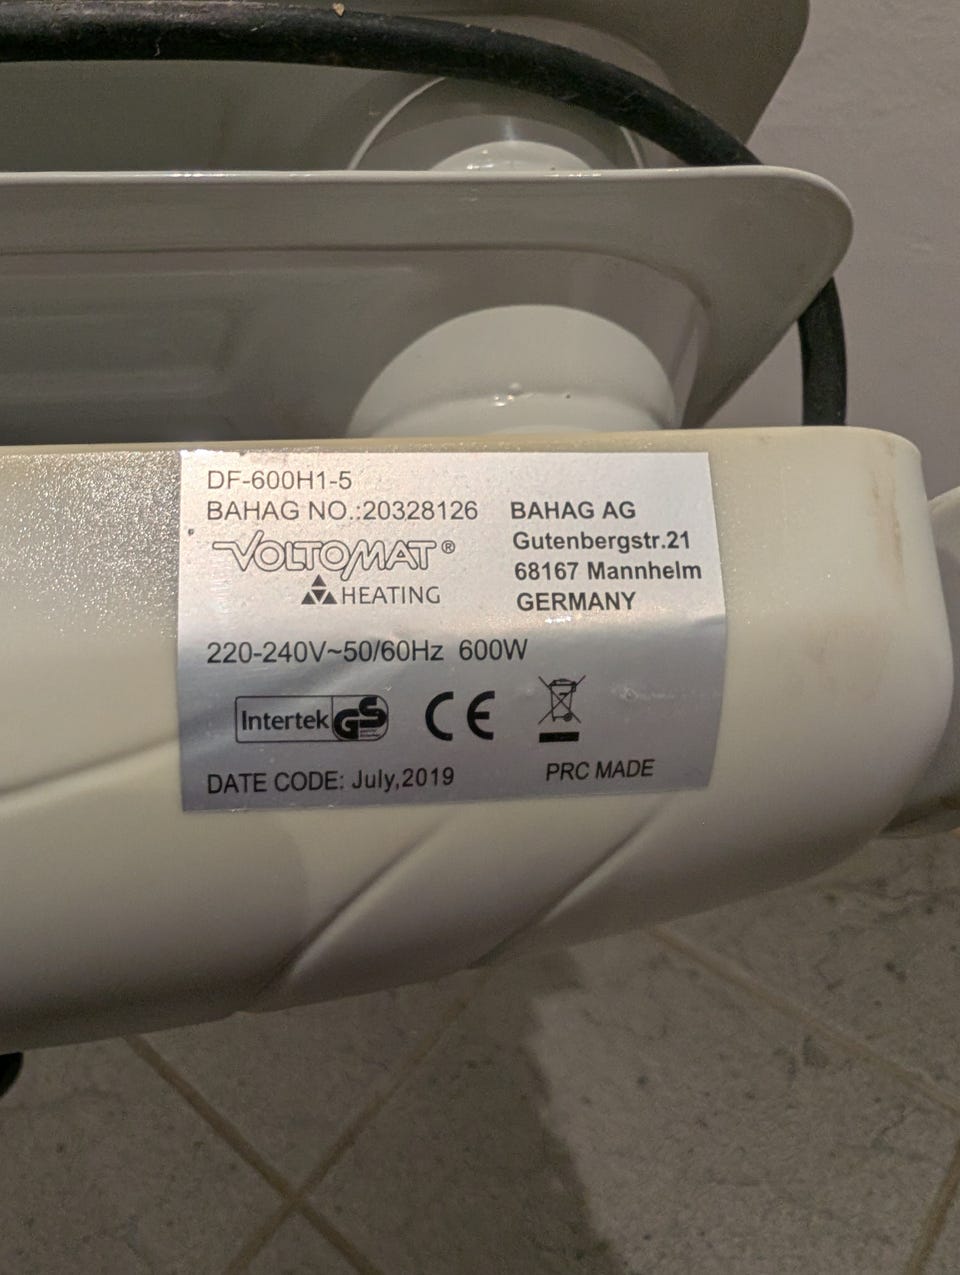 DF-600H1-5
BAHAG NO.:20328126
VOLTOMAT®
HEATING
BAHAG AG
Gutenbergstr.21
68167 Mannhelm
GERMANY
220-240V~50/60Hz 600W
Intertek GS
CE
DATE CODE: July,2019
PRC MADE